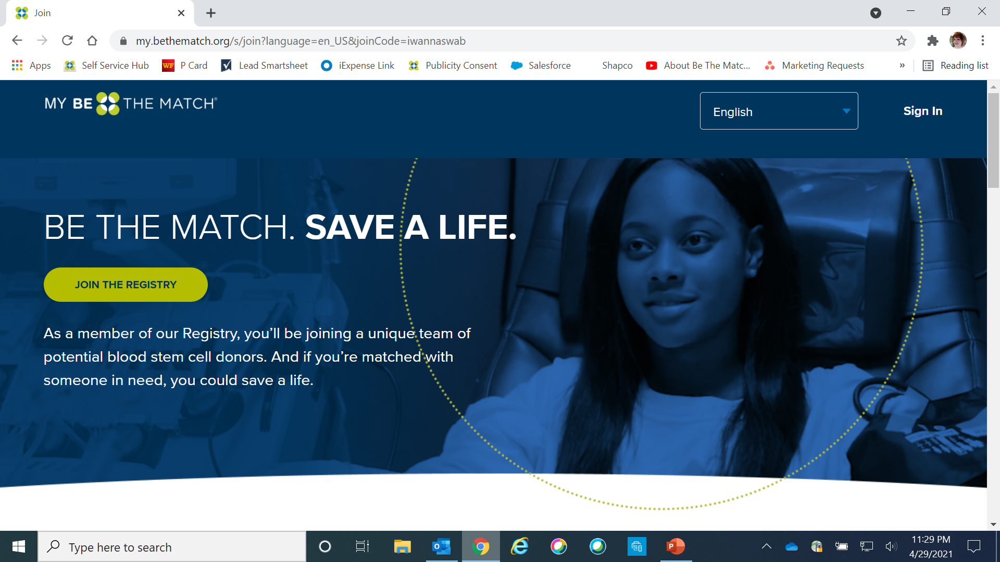 Join
my.bethematch.org/s/join?language=en_US&joinCode=iwannaswab
Apps Self Service Hub WF P Card Lead Smartsheet iExpense Link Publicity Consent Salesforce Shapco About Be The Matc... Marketing Requests » Reading list
MY BE THE MATCH®
English
Sign In
BE THE MATCH. SAVE A LIFE.
JOIN THE REGISTRY
As a member of our Registry, you’ll be joining a unique team of
potential blood stem cell donors. And if you’re matched with
someone in need, you could save a life.
Type here to search
11:29 PM
4/29/2021